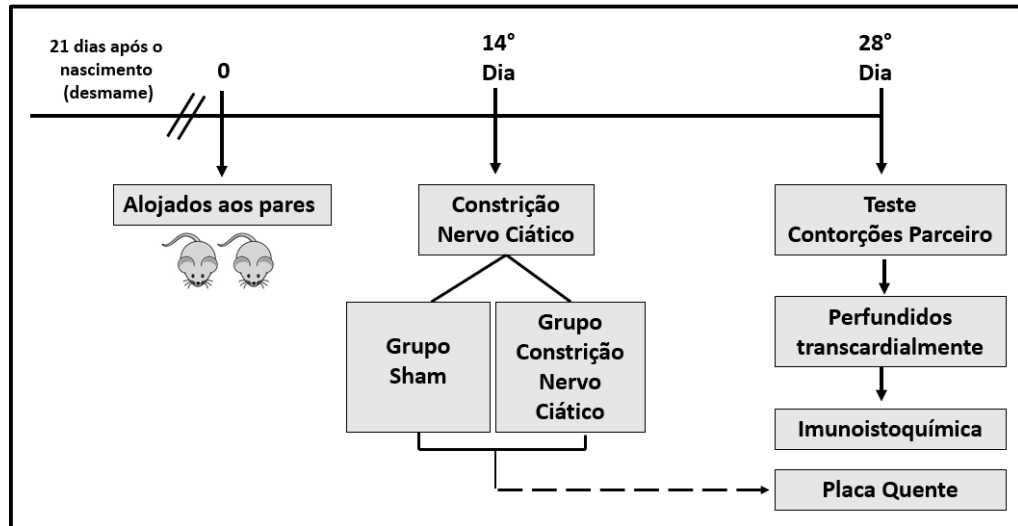 21 dias após o
nascimento
(desmame)
0
14°
Dia
28°
Dia
Alojados aos pares
Constrição
Nervo Ciático
Teste
Contorções Parceiro
Grupo
Sham
Grupo
Constrição
Nervo
Ciático
Perfundidos
transcardialmente
Imunoistoquímica
Placa Quente